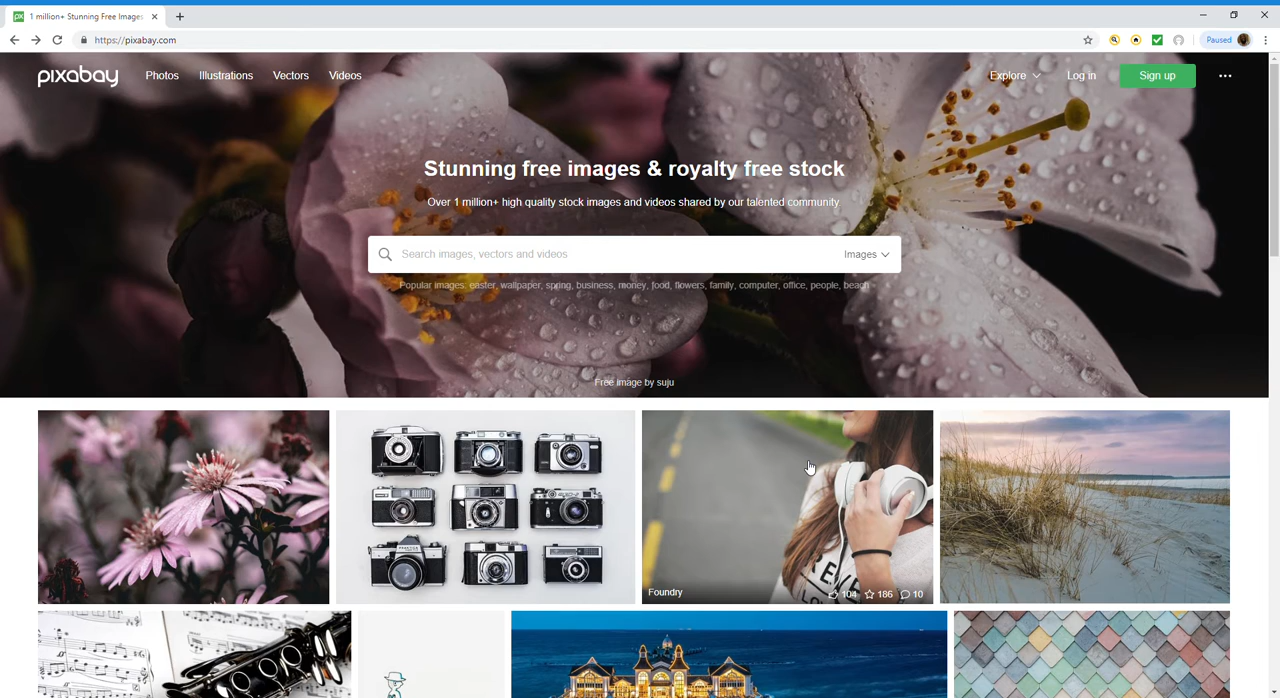 1 million+ Stunning Free Images
https://pixabay.com
Paused
pixabay
Photos Illustrations Vectors Videos
Explore Log in Sign up
Stunning free images & royalty free stock
Over 1 million+ high quality stock images and videos shared by our talented community
Search images, vectors and videos Images
Popular images: easter, wallpaper, spring, business, money, food, flowers, family, computer, office, people, beach
Free image by suju
Foundry 104 186 10